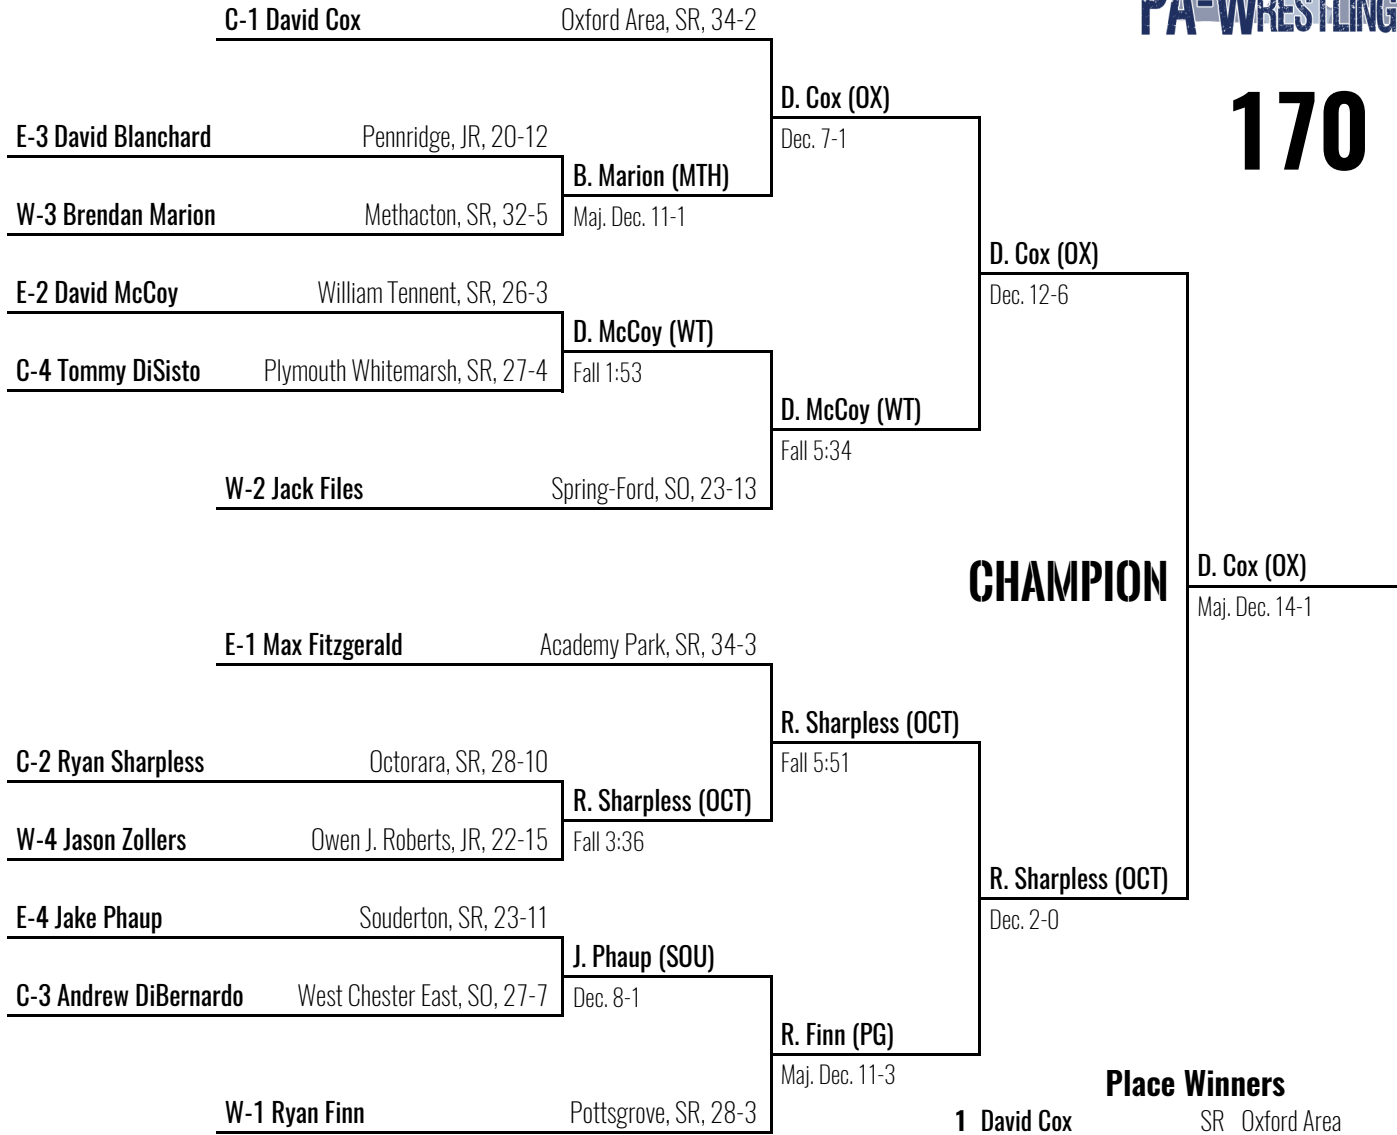 PA-WRESTLING
170
C-1 David Cox Oxford Area, SR, 34-2
D. Cox (OX)
Dec. 7-1
E-3 David Blanchard Pennridge, JR, 20-12
B. Marion (MTH)
Maj. Dec. 11-1
W-3 Brendan Marion Methacton, SR, 32-5
D. Cox (OX)
Dec. 12-6
E-2 David McCoy William Tennent, SR, 26-3
D. McCoy (WT)
Fall 1:53
C-4 Tommy DiSisto Plymouth Whitemarsh, SR, 27-4
D. McCoy (WT)
Fall 5:34
W-2 Jack Files Spring-Ford, SO, 23-13
CHAMPION
D. Cox (OX)
Maj. Dec. 14-1
E-1 Max Fitzgerald Academy Park, SR, 34-3
R. Sharpless (OCT)
Fall 5:51
C-2 Ryan Sharpless Octorara, SR, 28-10
R. Sharpless (OCT)
Fall 3:36
W-4 Jason Zollers Owen J. Roberts, JR, 22-15
R. Sharpless (OCT)
Dec. 2-0
E-4 Jake Phaup Souderton, SR, 23-11
J. Phaup (SOU)
Dec. 8-1
C-3 Andrew DiBernardo West Chester East, SO, 27-7
R. Finn (PG)
Maj. Dec. 11-3
W-1 Ryan Finn Pottsgrove, SR, 28-3
Place Winners
1 David Cox SR Oxford Area